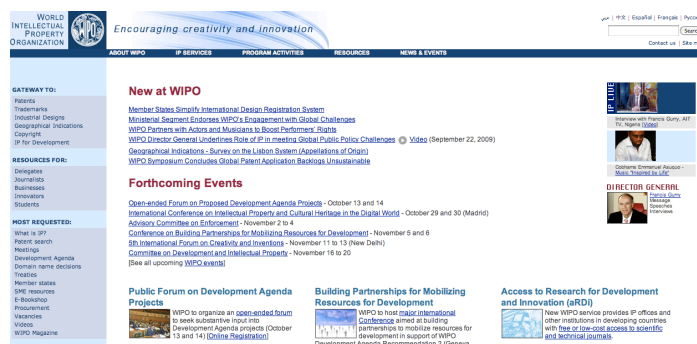 WORLD
INTELLECTUAL
PROPERTY
ORGANIZATION
WIPO
Encouraging creativity and innovation
عربي | 中文 | Español | Français | Русск
Sear
Contact us | Site m
ABOUT WIPO IP SERVICES PROGRAM ACTIVITIES RESOURCES NEWS & EVENTS
GATEWAY TO:
Patents
Trademarks
Industrial Designs
Geographical Indications
Copyright
IP for Development
RESOURCES FOR:
Delegates
Journalists
Businesses
Innovators
Students
MOST REQUESTED:
What is IP?
Patent search
Meetings
Development Agenda
Domain name decisions
Treaties
Member states
SME resources
E-Bookshop
Procurement
Vacancies
Videos
WIPO Magazine
New at WIPO
Member States Simplify International Design Registration System
Ministerial Segment Endorses WIPO's Engagement with Global Challenges
WIPO Partners with Actors and Musicians to Boost Performers' Rights
WIPO Director General Underlines Role of IP in meeting Global Public Policy Challenges Video (September 22, 2009)
Geographical Indications - Survey on the Lisbon System (Appellations of Origin)
WIPO Symposium Concludes Global Patent Application Backlogs Unsustainable
Forthcoming Events
Open-ended Forum on Proposed Development Agenda Projects - October 13 and 14
International Conference on Intellectual Property and Cultural Heritage in the Digital World - October 29 and 30 (Madrid)
Advisory Committee on Enforcement - November 2 to 4
Conference on Building Partnerships for Mobilizing Resources for Development - November 5 and 6
5th International Forum on Creativity and Inventions - November 11 to 13 (New Delhi)
Committee on Development and Intellectual Property - November 16 to 20
[See all upcoming WIPO events]
IP LIVE
Interview with Francis Gurry, AIT
TV, Nigeria [Video]
Cobhams Emmanuel Asuquo -
Music "Inspired by Life"
DIRECTOR GENERAL
Francis Gurry
Message
Speeches
Interviews
Public Forum on Development Agenda
Projects
WIPO to organize an open-ended forum
to seek substantive input into
Development Agenda projects (October
13 and 14) [Online Registration]
Building Partnerships for Mobilizing
Resources for Development
WIPO to host major international
Conference aimed at building
partnerships to mobilize resources for
development in support of WIPO
Development Agenda Recommendation 2 (Geneva
Access to Research for Development
and Innovation (aRDi)
New WIPO service provides IP offices and
other institutions in developing countries
with free or low-cost access to scientific
and technical journals.